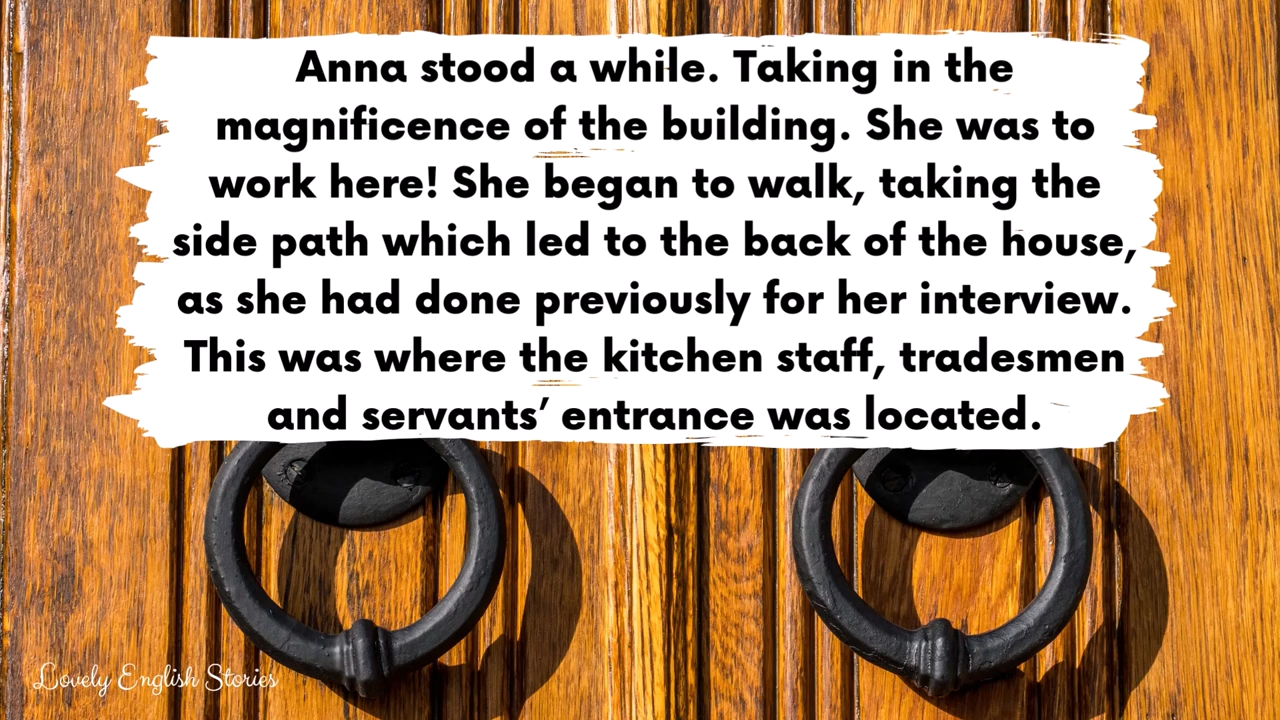 Anna stood a while. Taking in the
magnificence of the building. She was to
work here! She began to walk, taking the
side path which led to the back of the house,
as she had done previously for her interview.
This was where the kitchen staff, tradesmen
and servants’ entrance was located.
Lovely English Stories